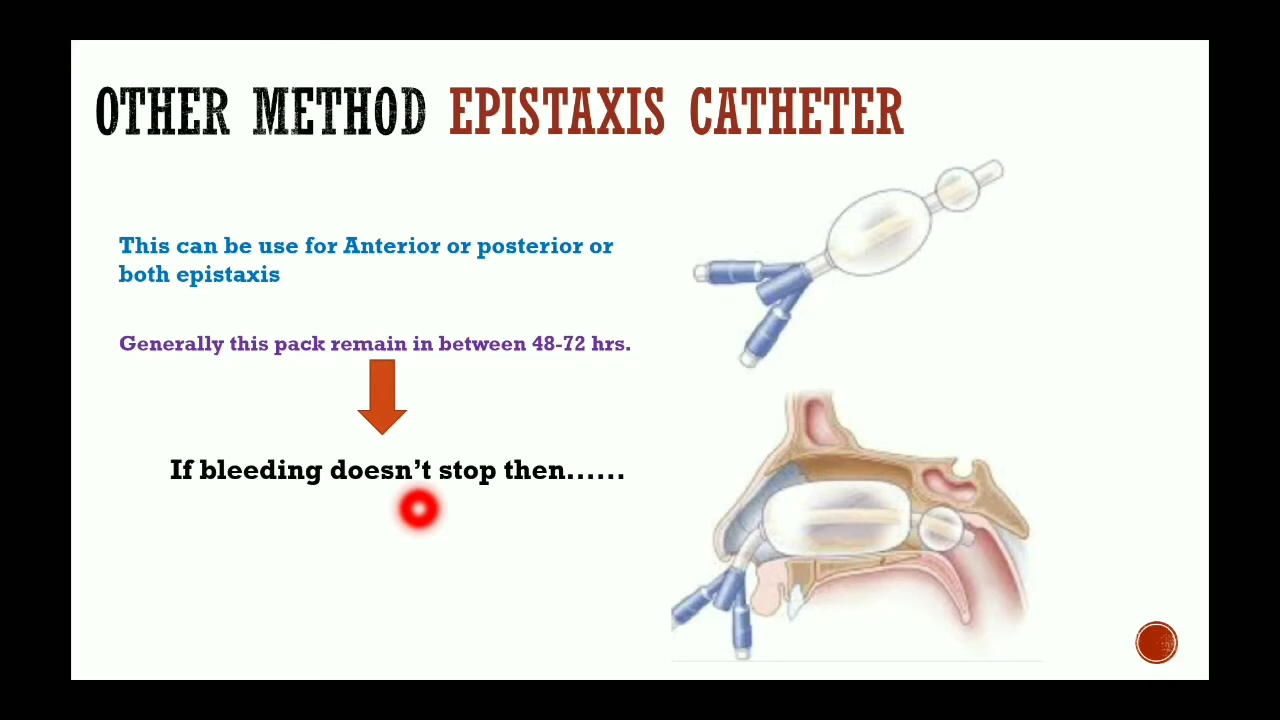 OTHER METHOD EPISTAXIS CATHETER
This can be use for Anterior or posterior or
both epistaxis
Generally this pack remain in between 48-72 hrs.
If bleeding doesn't stop then......